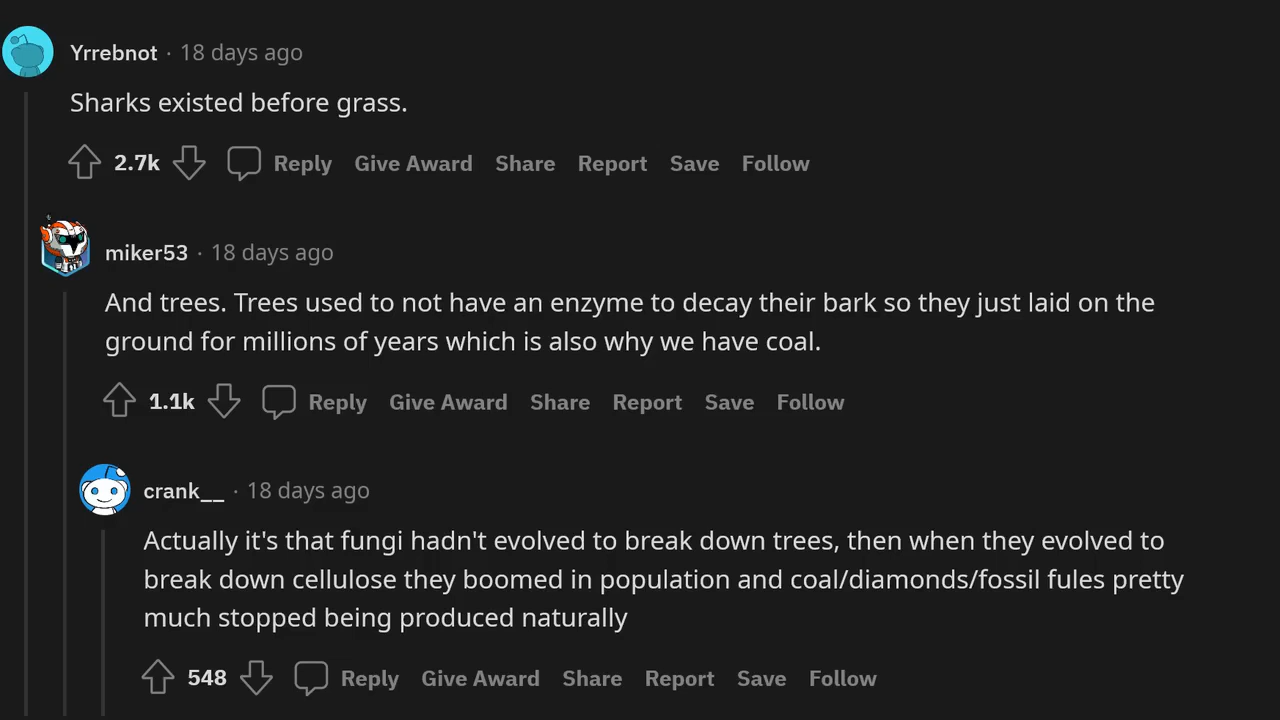 Yrrebnot · 18 days ago
Sharks existed before grass.
2.7k Reply Give Award Share Report Save Follow
miker53 · 18 days ago
And trees. Trees used to not have an enzyme to decay their bark so they just laid on the
ground for millions of years which is also why we have coal.
1.1k Reply Give Award Share Report Save Follow
crank__ · 18 days ago
Actually it's that fungi hadn't evolved to break down trees, then when they evolved to
break down cellulose they boomed in population and coal/diamonds/fossil fules pretty
much stopped being produced naturally
548 Reply Give Award Share Report Save Follow